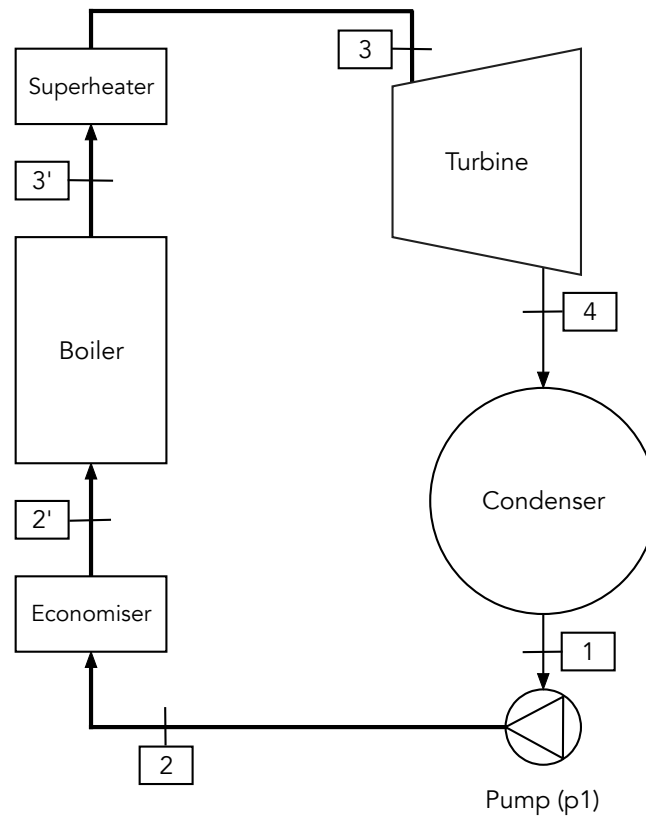 3
Superheater
Turbine
3'
4
Boiler
Condenser
2'
Economiser
1
2
Pump (p1)